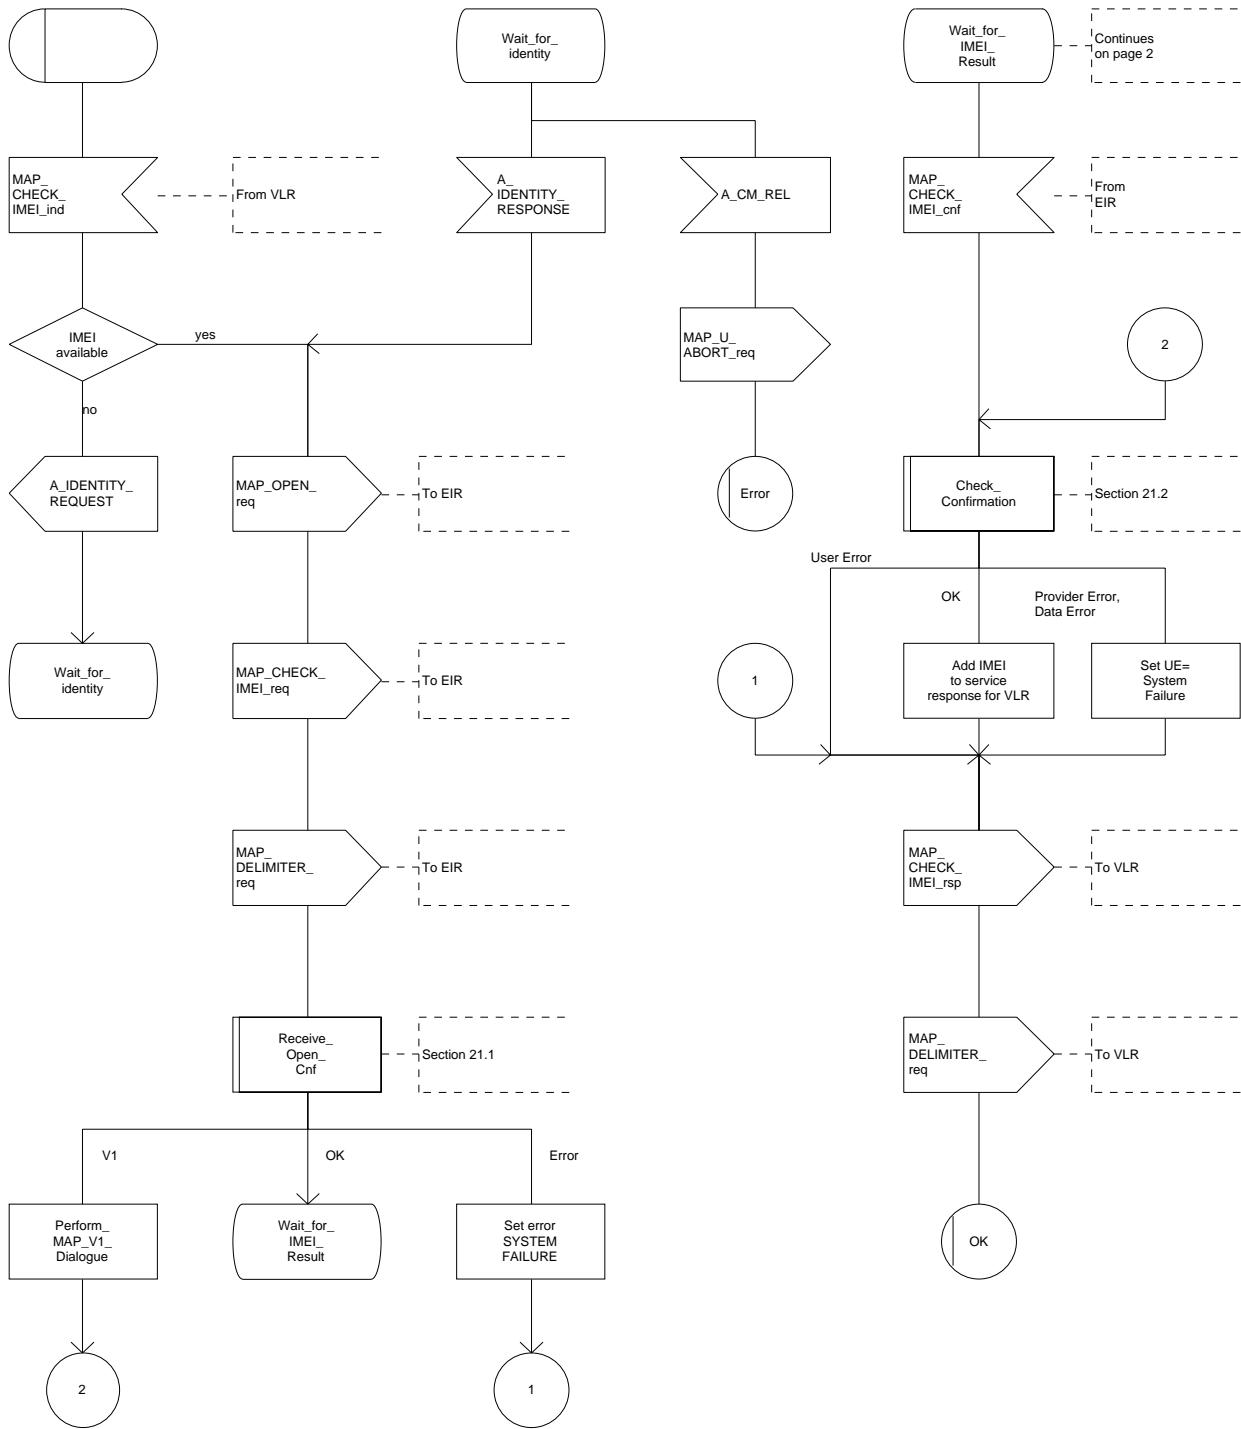 Wait_for_
identity
Wait_for_
IMEI_
Result
Continues
on page 2
MAP_
CHECK_
IMEI_ind
From VLR
A_
IDENTITY_
RESPONSE
A_CM_REL
MAP_
CHECK_
IMEI_cnf
From
EIR
IMEI
available
yes
no
MAP_U_
ABORT_req
2
A_IDENTITY_
REQUEST
MAP_OPEN_
req
To EIR
Error
Check_
Confirmation
Section 21.2
User Error
OK
Provider Error,
Data Error
Wait_for_
identity
MAP_CHECK_
IMEI_req
To EIR
1
Add IMEI
to service
response for VLR
Set UE=
System
Failure
MAP_
DELIMITER_
req
To EIR
MAP_
CHECK_
IMEI_rsp
To VLR
Receive_
Open_
Cnf
Section 21.1
MAP_
DELIMITER_
req
To VLR
V1
OK
Error
Perform_
MAP_V1_
Dialogue
Wait_for_
IMEI_
Result
Set error
SYSTEM
FAILURE
OK
2
1